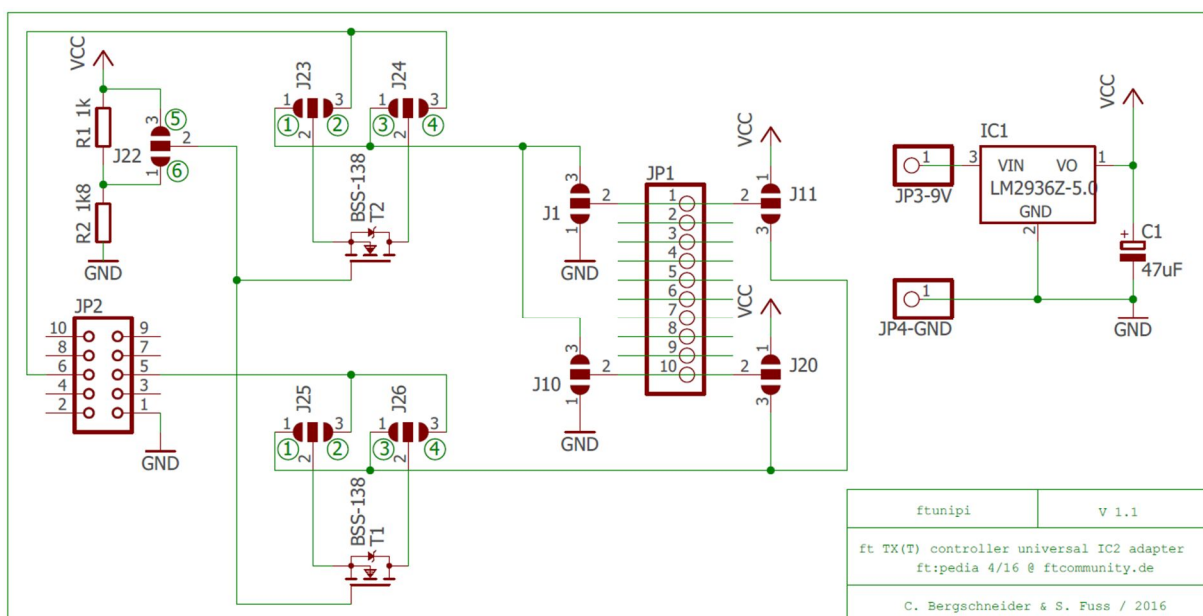 VCC
R1 1k
R2 1k8
J22
3
2
1
5
6
GND
J23
1
3
2
1
2
J24
1
3
2
3
4
BSS-138
T2
JP2
10
8
6
4
2
9
7
5
3
1
GND
J25
1
3
2
1
2
J26
1
3
2
3
4
BSS-138
T1
J1
3
2
1
GND
J10
3
2
1
GND
JP1
1
2
3
4
5
6
7
8
9
10
VCC
1
2
3
J11
VCC
1
2
3
J20
VCC
IC1
1
JP3-9V
3
VIN
VO
1
LM2936Z-5.0
GND
2
+
C1
47uF
1
JP4-GND
GND
ftunipi
V 1.1
ft TX(T) controller universal IC2 adapter
ft:pedia 4/16 @ ftcommunity.de
C. Bergschneider & S. Fuss / 2016